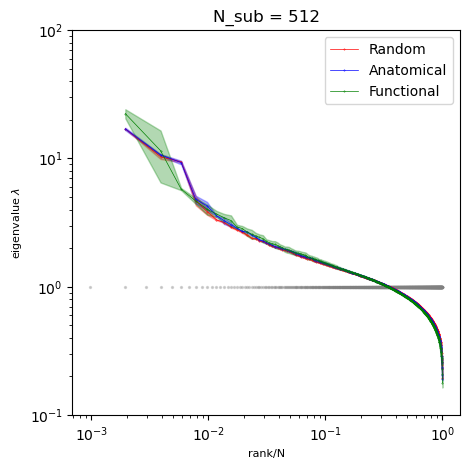 N_sub = 512
10²
Random
Anatomical
Functional
10¹
eigenvalue λ
10⁰
10⁻¹
10⁻³
10⁻²
10⁻¹
10⁰
rank/N